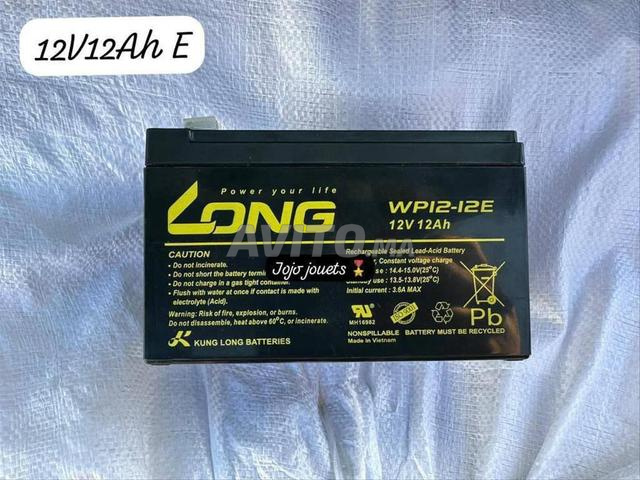 12V12Ah E
Power your life
LONG
WP12-12E
12V 12Ah
AVITO.ma
Rechargeable Sealed Lead-Acid Battery
Constant voltage charge
: 14.4-15.0V(25°C)
use : 13.5-13.8V(25°C)
Initial current : 3.6A MAX
Jojo jouets 🎖️
CAUTION
• Do not incinerate.
• Do not short the battery
• Do not charge in a gas tight container.
• Flush with water at once if contact is made with
electrolyte (Acid).
Warning: Risk of fire, explosion, or burns.
Do not disassemble, heat above 60°C, or incinerate.
KUNG LONG BATTERIES
MH16982
Pb
NONSPILLABLE BATTERY MUST BE RECYCLED
Made in Vietnam